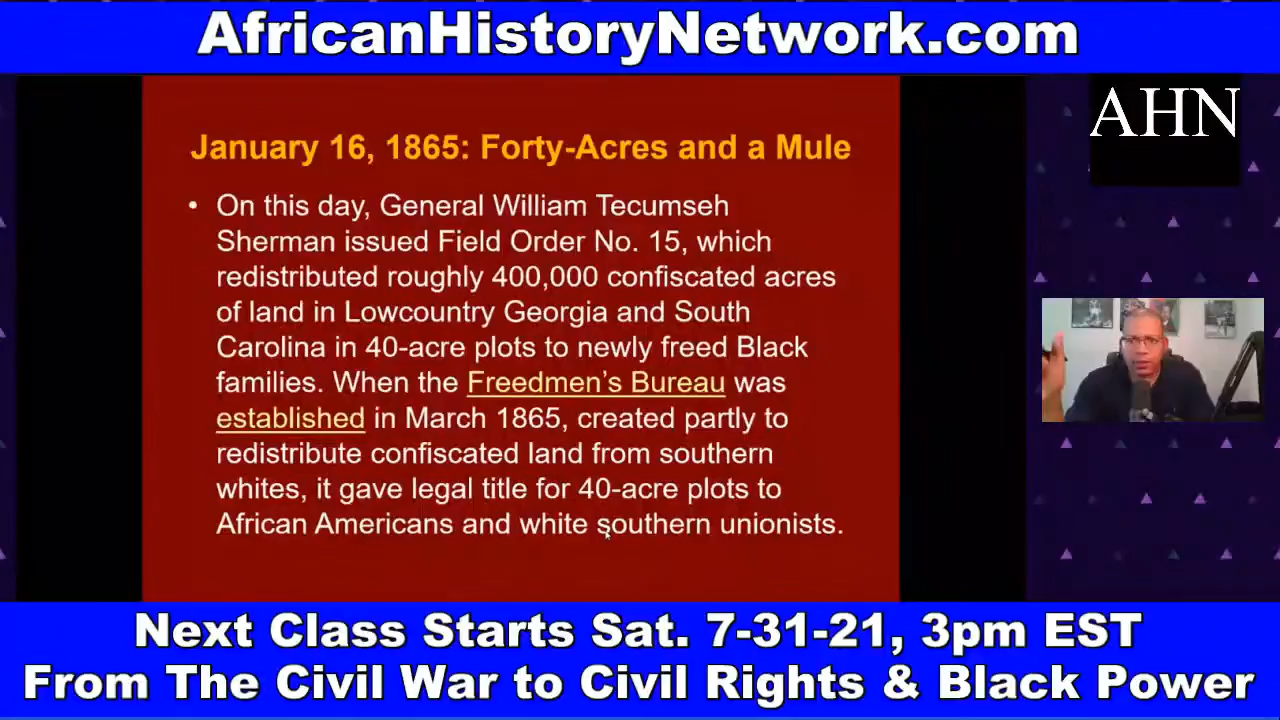 AfricanHistoryNetwork.com
AHN
January 16, 1865: Forty-Acres and a Mule
• On this day, General William Tecumseh
Sherman issued Field Order No. 15, which
redistributed roughly 400,000 confiscated acres
of land in Lowcountry Georgia and South
Carolina in 40-acre plots to newly freed Black
families. When the Freedmen’s Bureau was
established in March 1865, created partly to
redistribute confiscated land from southern
whites, it gave legal title for 40-acre plots to
African Americans and white southern unionists.
Next Class Starts Sat. 7-31-21, 3pm EST
From The Civil War to Civil Rights & Black Power